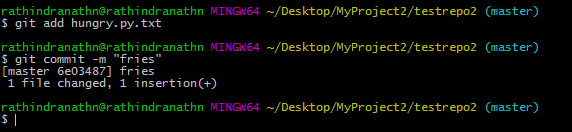 rathindranathn@rathindranathn MINGW64 ~/Desktop/MyProject2/testrepo2 (master)
$ git add hungry.py.txt
rathindranathn@rathindranathn MINGW64 ~/Desktop/MyProject2/testrepo2 (master)
$ git commit -m "fries"
[master 6e03487] fries
 1 file changed, 1 insertion(+)
rathindranathn@rathindranathn MINGW64 ~/Desktop/MyProject2/testrepo2 (master)
$